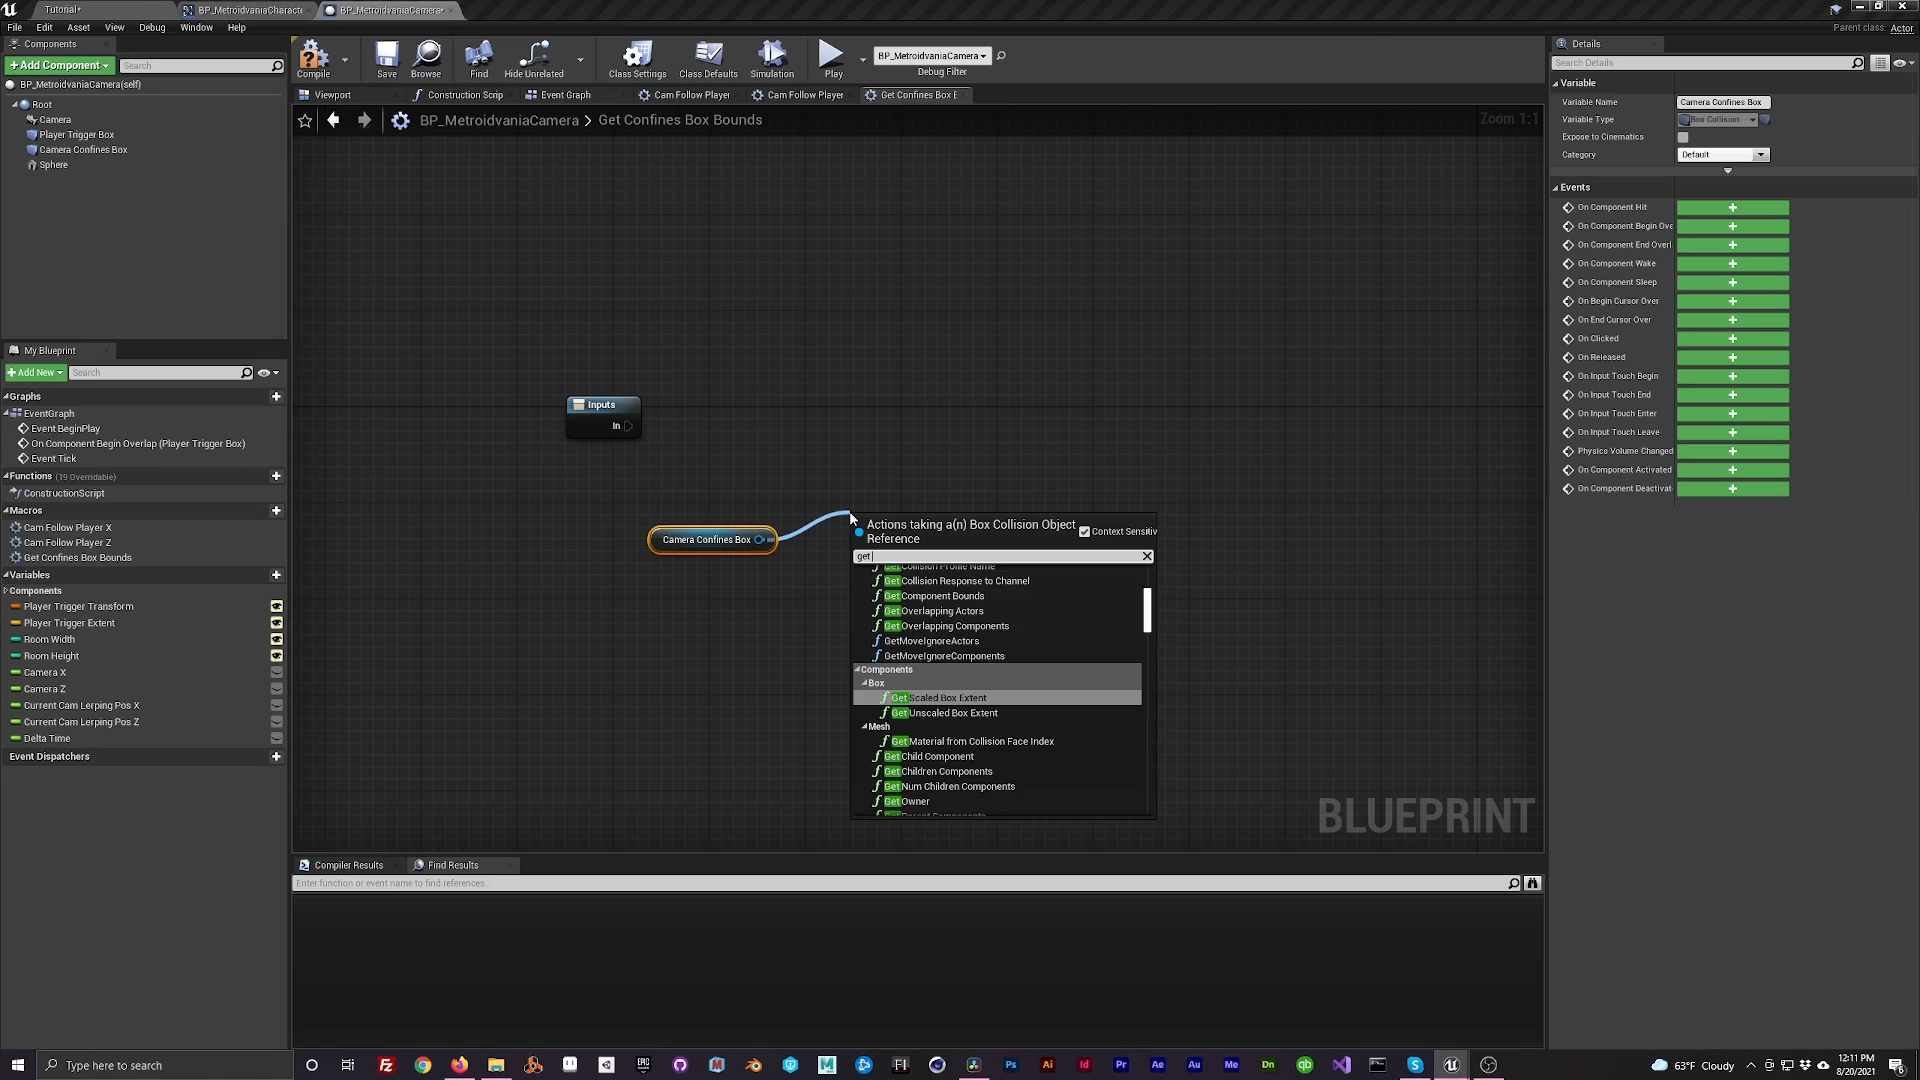 Tutorial*
BP_MetroidvaniaCharacte
BP_MetroidvaniaCamera*
File Edit Asset View Debug Window Help
Parent class: Actor
Components
+Add Component
Search
BP_MetroidvaniaCamera(self)
Root
Camera
Player Trigger Box
Camera Confines Box
Sphere
Compile
Save
Browse
Find
Hide Unrelated
Class Settings
Class Defaults
Simulation
Play
BP_MetroidvaniaCamera
Debug Filter
Viewport
Construction Scrip
Event Graph
Cam Follow Player
Cam Follow Player
Get Confines Box B
BP_MetroidvaniaCamera > Get Confines Box Bounds
Zoom 1:1
Inputs
In
Camera Confines Box
Actions taking a(n) Box Collision Object Reference
Context Sensitiv
get
Get Collision Profile Name
Get Collision Response to Channel
Get Component Bounds
Get Overlapping Actors
Get Overlapping Components
GetMoveIgnoreActors
GetMoveIgnoreComponents
Components
Box
Get Scaled Box Extent
Get Unscaled Box Extent
Mesh
Get Material from Collision Face Index
Get Child Component
Get Children Components
Get Num Children Components
Get Owner
BLUEPRINT
My Blueprint
+Add New
Search
Graphs
EventGraph
Event BeginPlay
On Component Begin Overlap (Player Trigger Box)
Event Tick
Functions (19 Overridable)
ConstructionScript
Macros
Cam Follow Player X
Cam Follow Player Z
Get Confines Box Bounds
Variables
Components
Player Trigger Transform
Player Trigger Extent
Room Width
Room Height
Camera X
Camera Z
Current Cam Lerping Pos X
Current Cam Lerping Pos Z
Delta Time
Event Dispatchers
Compiler Results
Find Results
Enter function or event name to find references...
Details
Search Details
Variable
Variable Name
Camera Confines Box
Variable Type
Box Collision
Expose to Cinematics
Category
Default
Events
On Component Hit
On Component Begin Ove
On Component End Overl
On Component Wake
On Component Sleep
On Begin Cursor Over
On End Cursor Over
On Clicked
On Released
On Input Touch Begin
On Input Touch End
On Input Touch Enter
On Input Touch Leave
Physics Volume Changed
On Component Activated
On Component Deactivat
Type here to search
63°F Cloudy
12:11 PM
8/20/2021